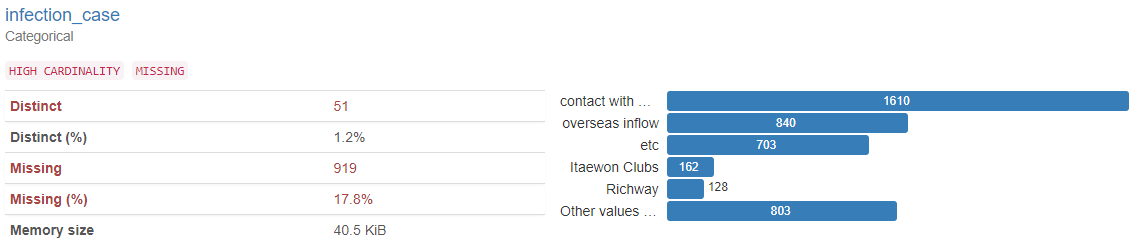 infection_case
Categorical
HIGH CARDINALITY MISSING
Distinct 51
Distinct (%) 1.2%
Missing 919
Missing (%) 17.8%
Memory size 40.5 KiB
contact with ... 1610
overseas inflow 840
etc 703
Itaewon Clubs 162
Richway 128
Other values ... 803